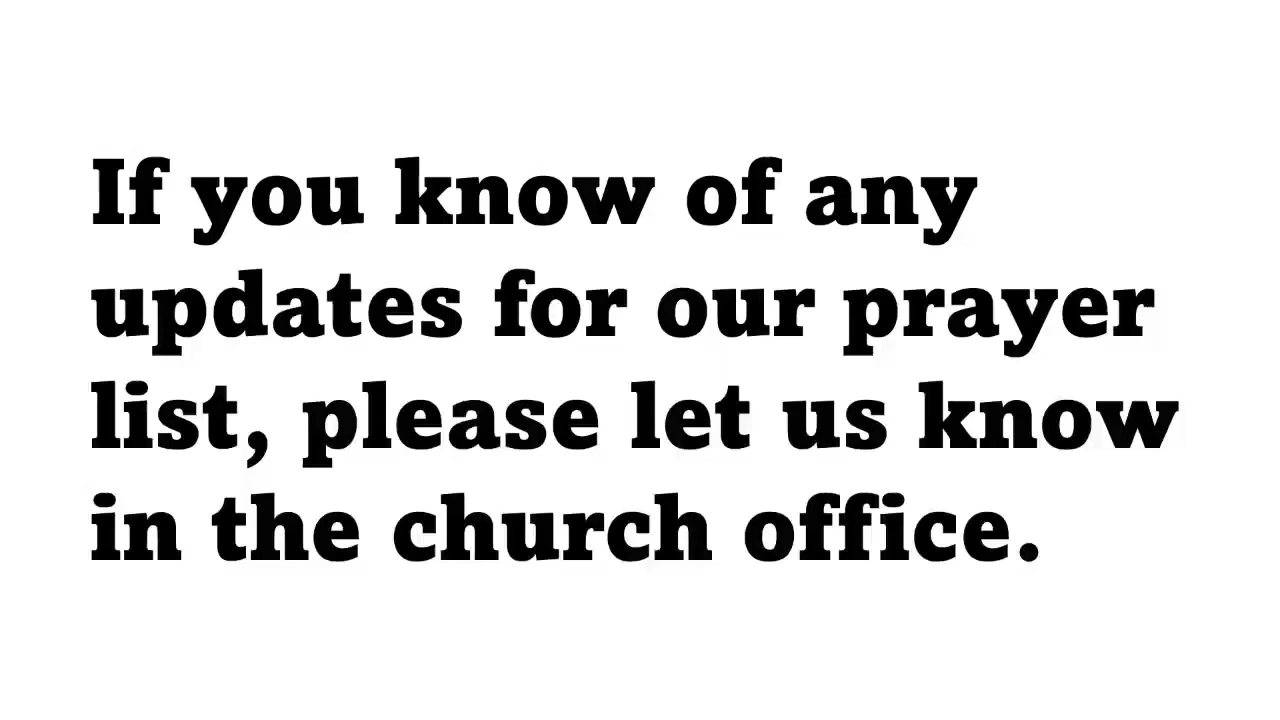 If you know of any
updates for our prayer
list, please let us know
in the church office.